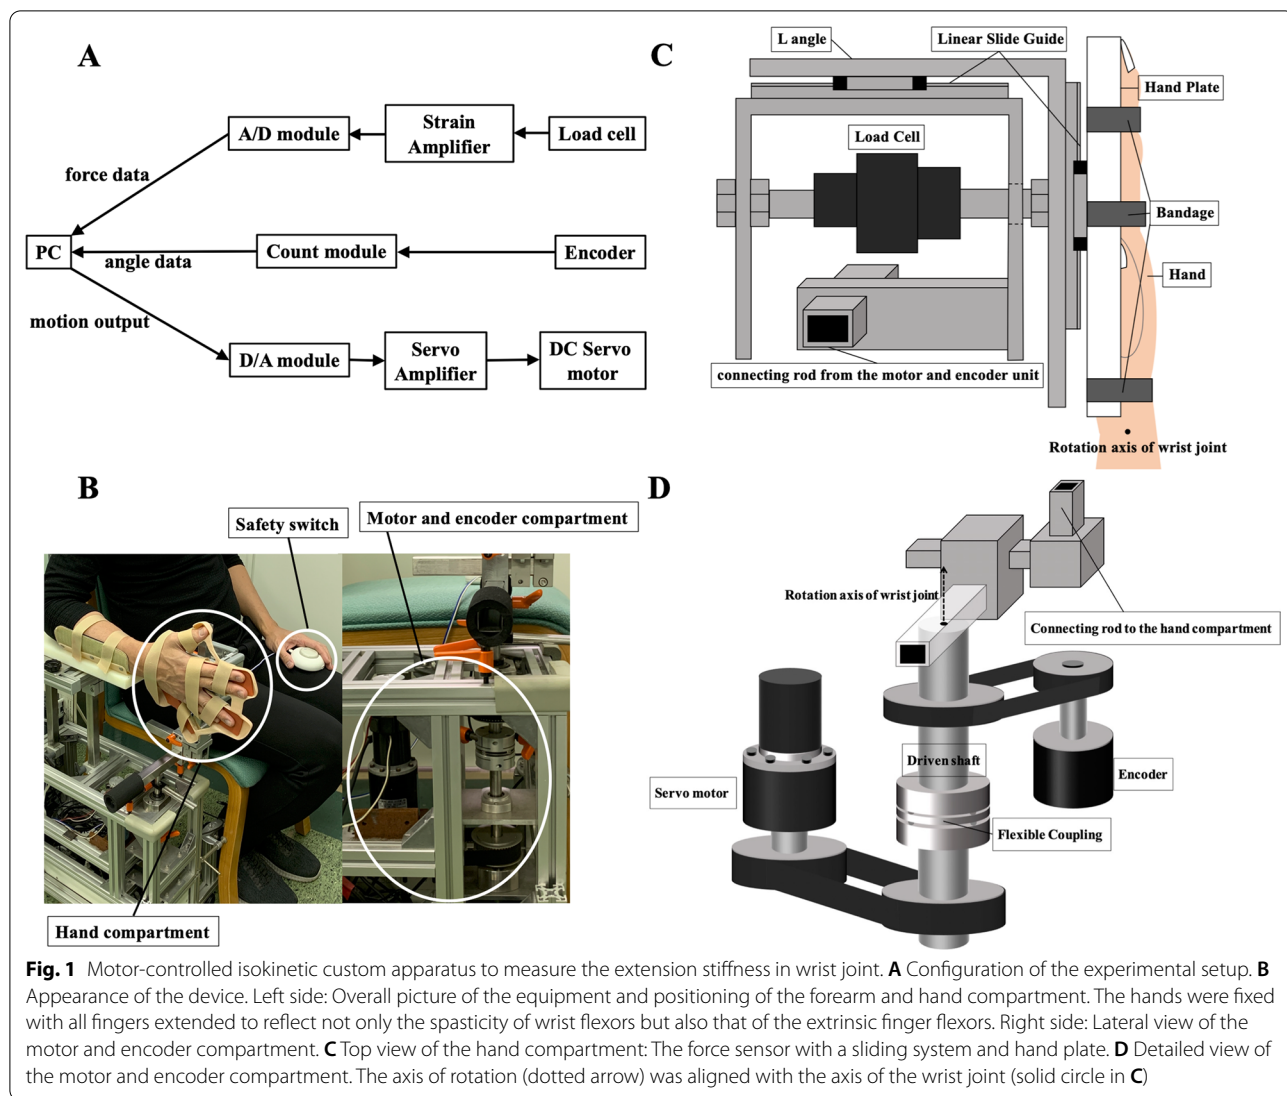 A
A/D module
Strain
Amplifier
Load cell
force data
PC
angle data
Count module
Encoder
motion output
D/A module
Servo
Amplifier
DC Servo
motor
C
L angle
Linear Slide Guide
Hand Plate
Load Cell
Bandage
Hand
connecting rod from the motor and encoder unit
Rotation axis of wrist joint
B
Safety switch
Motor and encoder compartment
Hand compartment
D
Rotation axis of wrist joint
Connecting rod to the hand compartment
Driven shaft
Servo motor
Encoder
Flexible Coupling
Fig. 1 Motor-controlled isokinetic custom apparatus to measure the extension stiffness in wrist joint. A Configuration of the experimental setup. B
Appearance of the device. Left side: Overall picture of the equipment and positioning of the forearm and hand compartment. The hands were fixed
with all fingers extended to reflect not only the spasticity of wrist flexors but also that of the extrinsic finger flexors. Right side: Lateral view of the
motor and encoder compartment. C Top view of the hand compartment: The force sensor with a sliding system and hand plate. D Detailed view of
the motor and encoder compartment. The axis of rotation (dotted arrow) was aligned with the axis of the wrist joint (solid circle in C)